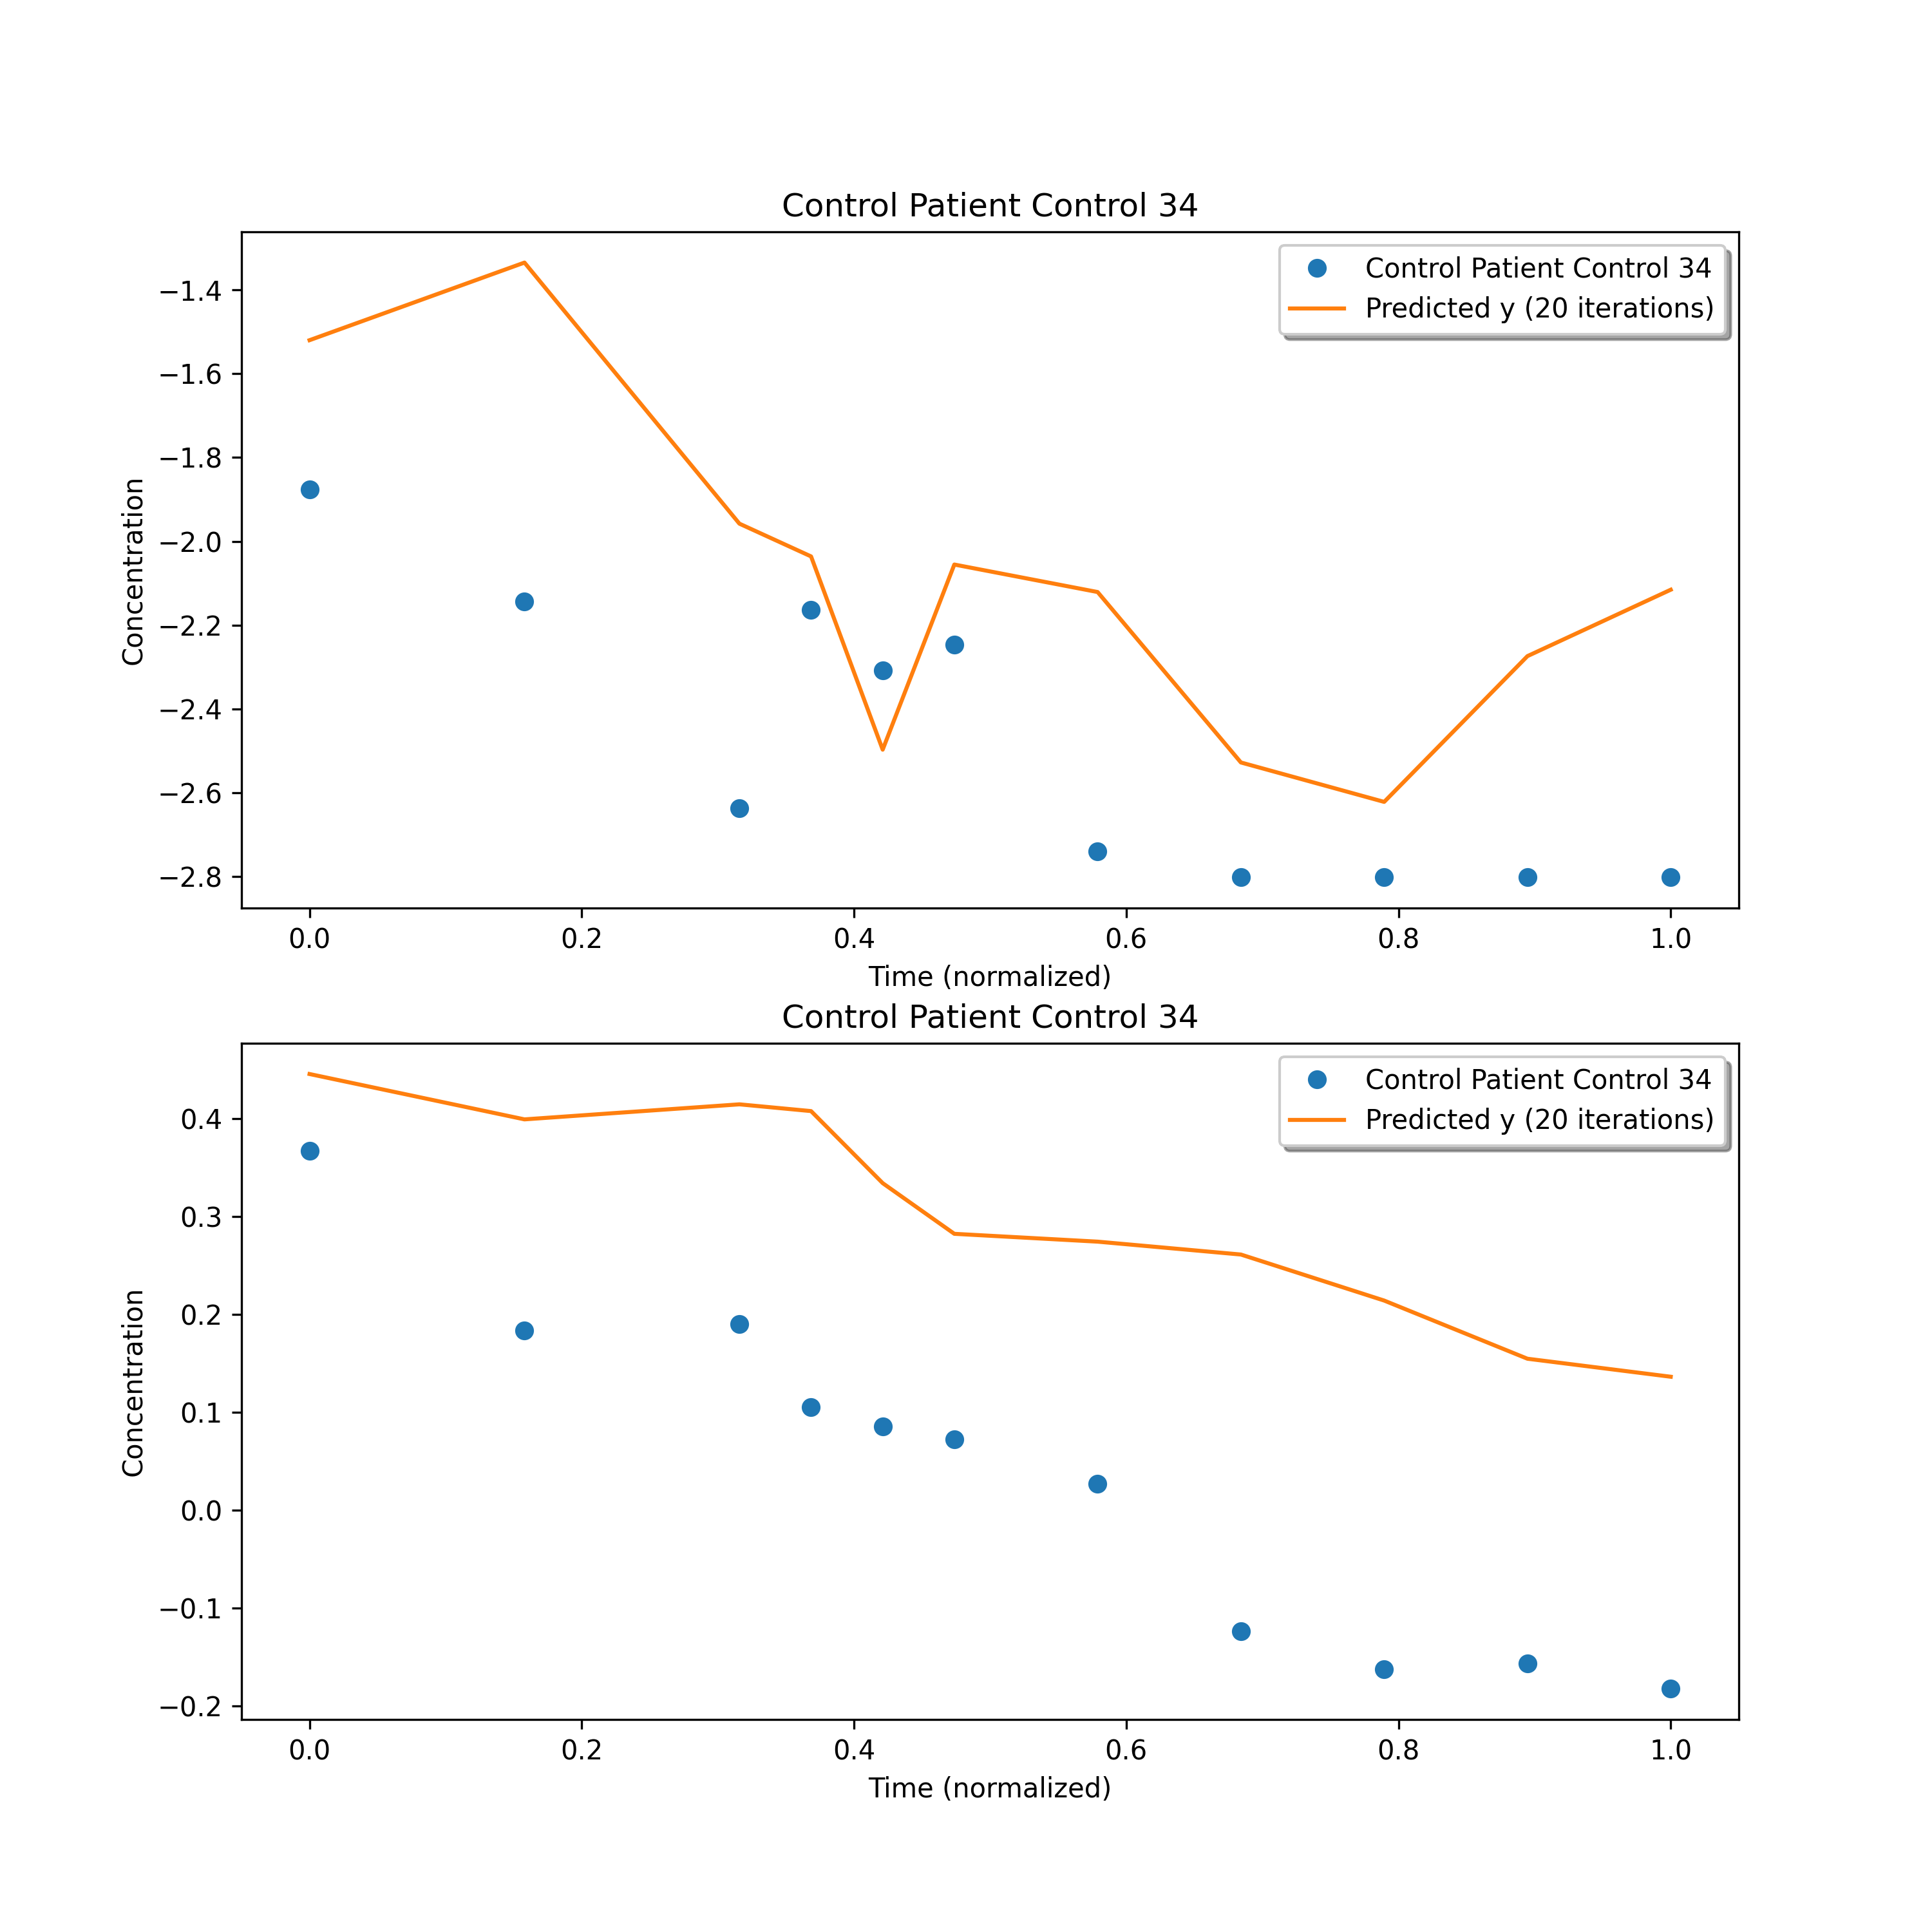 Control Patient Control 34
Control Patient Control 34
Predicted y (20 iterations)
−1.4
−1.6
−1.8
−2.0
−2.2
−2.4
−2.6
−2.8
Concentration
0.0 0.2 0.4 0.6 0.8 1.0
Time (normalized)
Control Patient Control 34
Control Patient Control 34
Predicted y (20 iterations)
0.4
0.3
0.2
0.1
0.0
−0.1
−0.2
Concentration
0.0 0.2 0.4 0.6 0.8 1.0
Time (normalized)